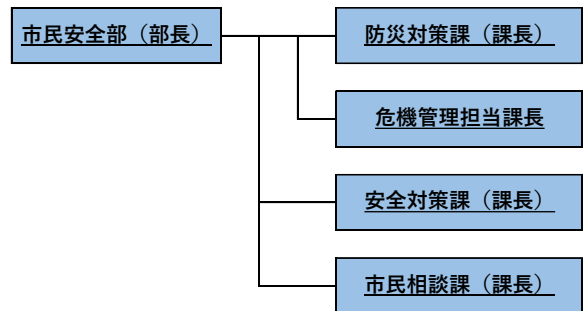 市民安全部（部長）
防災対策課（課長）
危機管理担当課長
安全対策課（課長）
市民相談課（課長）